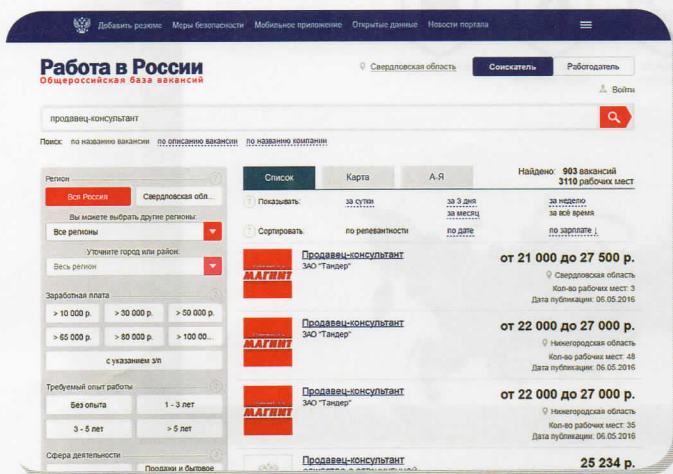 Добавить резюме Меры безопасности Мобильное приложение Открытые данные Новости портала
Работа в России
Общероссийская база вакансий
Свердловская область
Соискатель
Работодатель
Войти
продавец-консультант
Поиск: по названию вакансии по описанию вакансии по названию компании
Регион
Вся Россия
Свердловская обл...
Вы можете выбрать другие регионы:
Все регионы
Уточните город или район:
Весь регион
Заработная плата
> 10 000 р. > 30 000 р. > 50 000 р.
> 65 000 р. > 80 000 р. > 100 00...
с указанием з/п
Требуемый опыт работы
Без опыта 1 - 3 лет
3 - 5 лет > 5 лет
Сфера деятельности
Продажи и бытовое
Список Карта А-Я
Найдено: 903 вакансий
3110 рабочих мест
Показывать: за сутки за 3 дня за неделю
за месяц за всё время
Сортировать: по релевантности по дате по зарплате ↓
МАГНИТ
Продавец-консультант
ЗАО "Тандер"
от 21 000 до 27 500 р.
Свердловская область
Кол-во рабочих мест: 3
Дата публикации: 06.05.2016
МАГНИТ
Продавец-консультант
ЗАО "Тандер"
от 22 000 до 27 000 р.
Нижегородская область
Кол-во рабочих мест: 48
Дата публикации: 06.05.2016
МАГНИТ
Продавец-консультант
ЗАО "Тандер"
от 22 000 до 27 000 р.
Нижегородская область
Кол-во рабочих мест: 35
Дата публикации: 06.05.2016
Продавец-консультант
25 234 р.